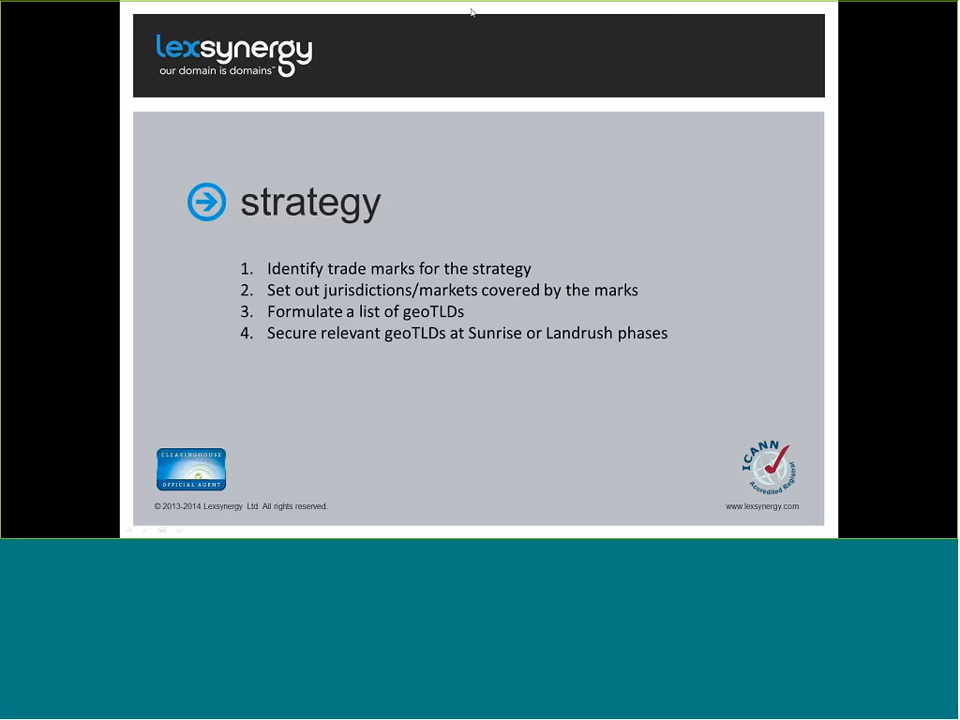 lexsynergy
our domain is domains™
strategy
1. Identify trade marks for the strategy
2. Set out jurisdictions/markets covered by the marks
3. Formulate a list of geoTLDs
4. Secure relevant geoTLDs at Sunrise or Landrush phases
CLEARINGHOUSE
OFFICIAL AGENT
ICANN
Accredited Registrar
© 2013-2014 Lexsynergy Ltd. All rights reserved.
www.lexsynergy.com